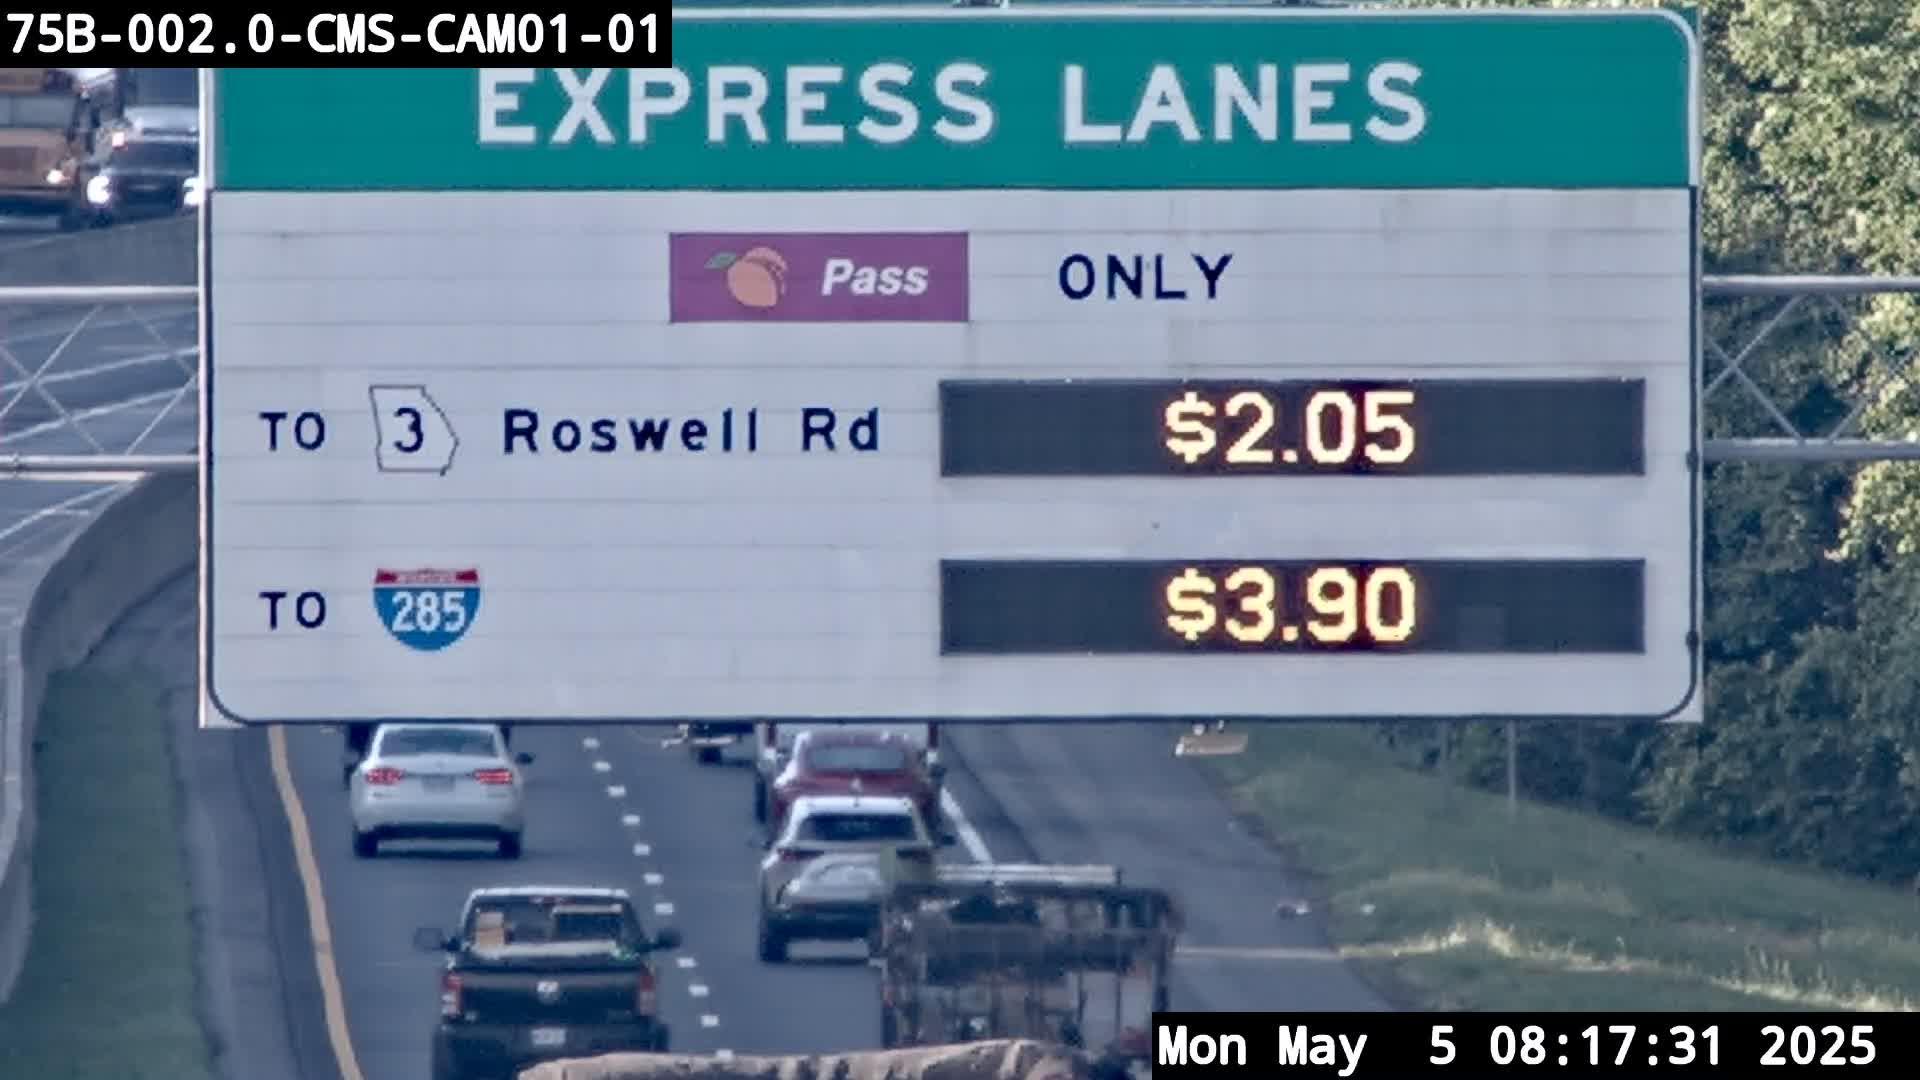 75B-002.0-CMS-CAM01-01
EXPRESS LANES
Pass ONLY
TO 3 Roswell Rd $2.05
TO 285 $3.90
Mon May 5 08:17:31 2025